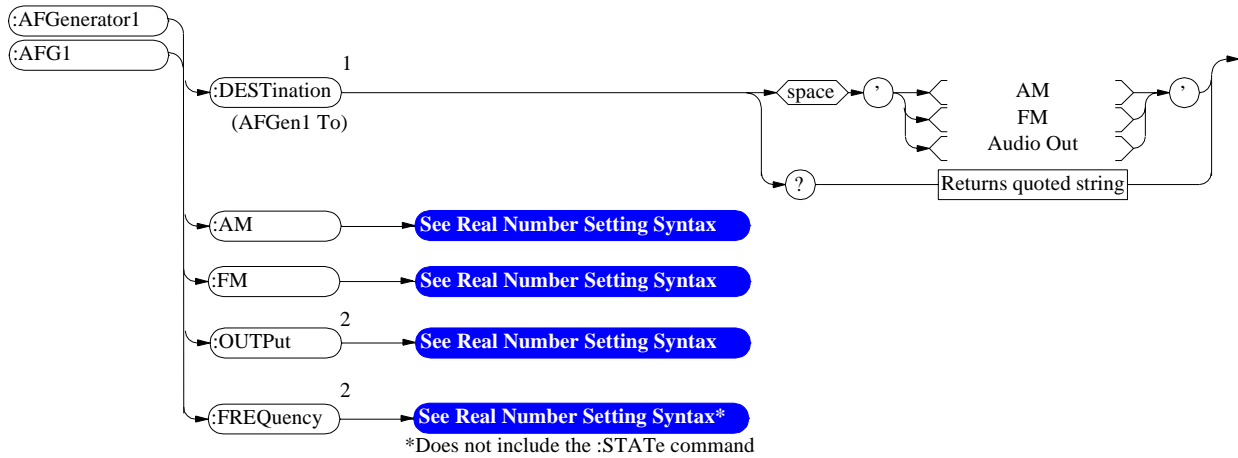 :AFGenerator1
:AFG1
1
:DESTination
(AFGen1 To)
space
’
AM
FM
Audio Out
’
?
Returns quoted string
:AM
See Real Number Setting Syntax
:FM
See Real Number Setting Syntax
2
:OUTPut
See Real Number Setting Syntax
2
:FREQuency
See Real Number Setting Syntax*
*Does not include the :STATe command